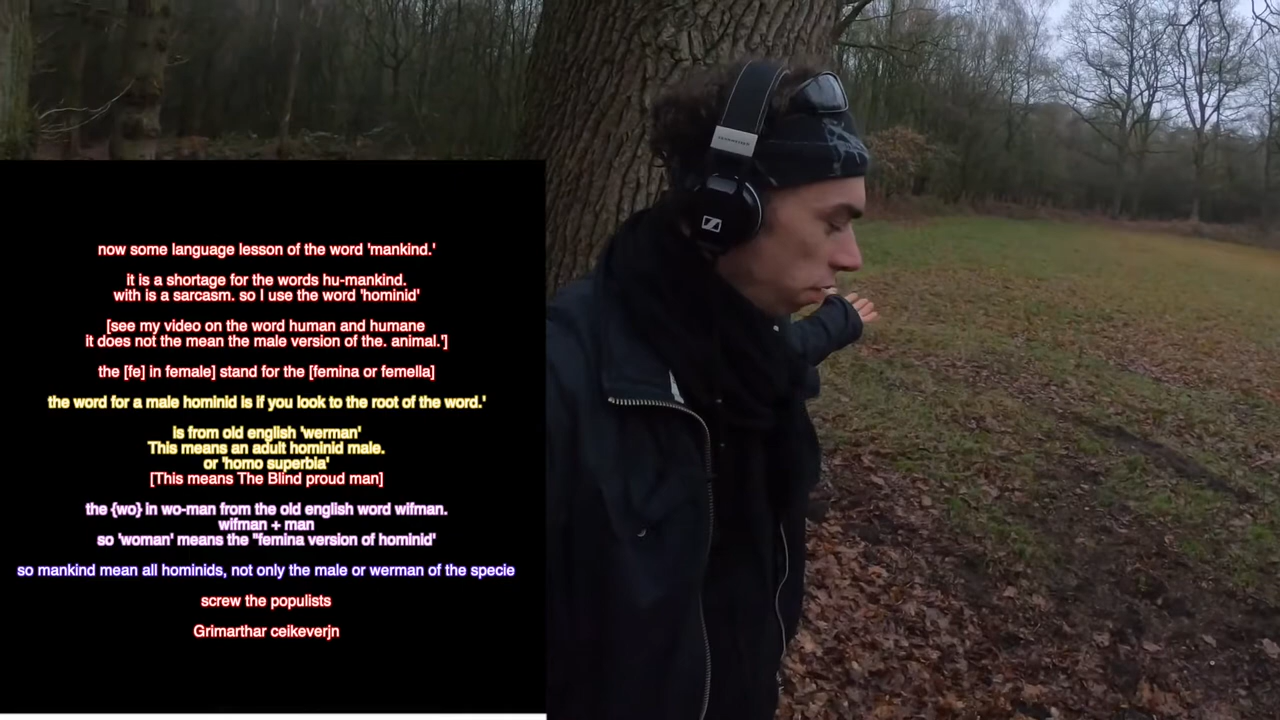 now some language lesson of the word 'mankind.'
it is a shortage for the words hu-mankind.
with is a sarcasm. so I use the word 'hominid'
[see my video on the word human and humane
it does not the mean the male version of the. animal.']
the [fe] in female] stand for the [femina or femella]
the word for a male hominid is if you look to the root of the word.'
is from old english 'werman'
This means an adult hominid male.
or 'homo superbia'
[This means The Blind proud man]
the {wo} in wo-man from the old english word wifman.
wifman + man
so 'woman' means the "femina version of hominid'
so mankind mean all hominids, not only the male or werman of the specie
screw the populists
Grimarthar ceikeverjn